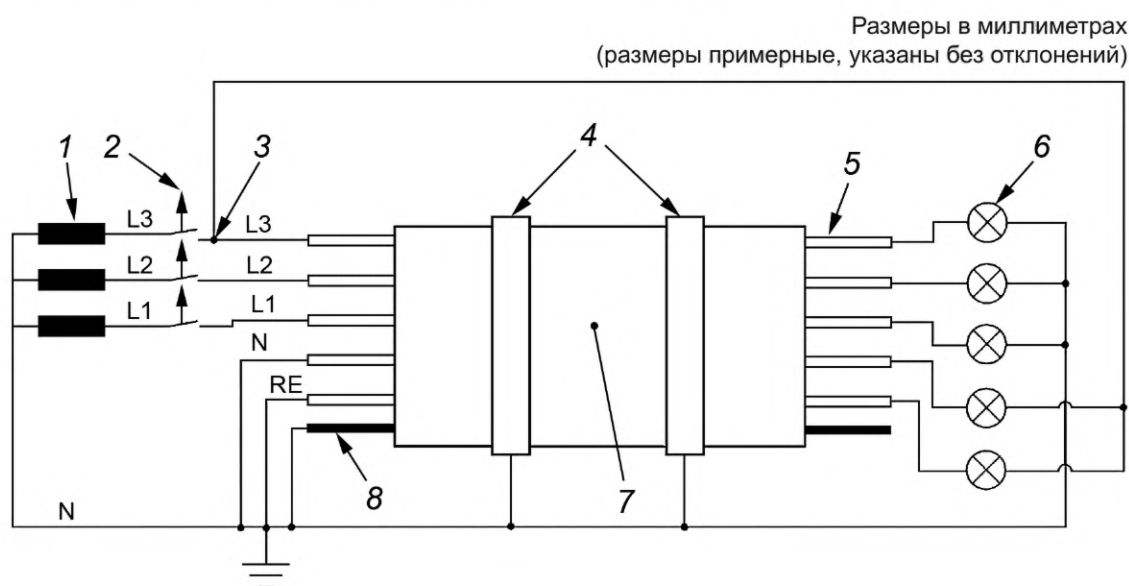 Размеры в миллиметрах
(размеры примерные, указаны без отклонений)
1 2 3 4 5 6
L3 L3
L2 L2
L1 L1
N
RE
8 7
N